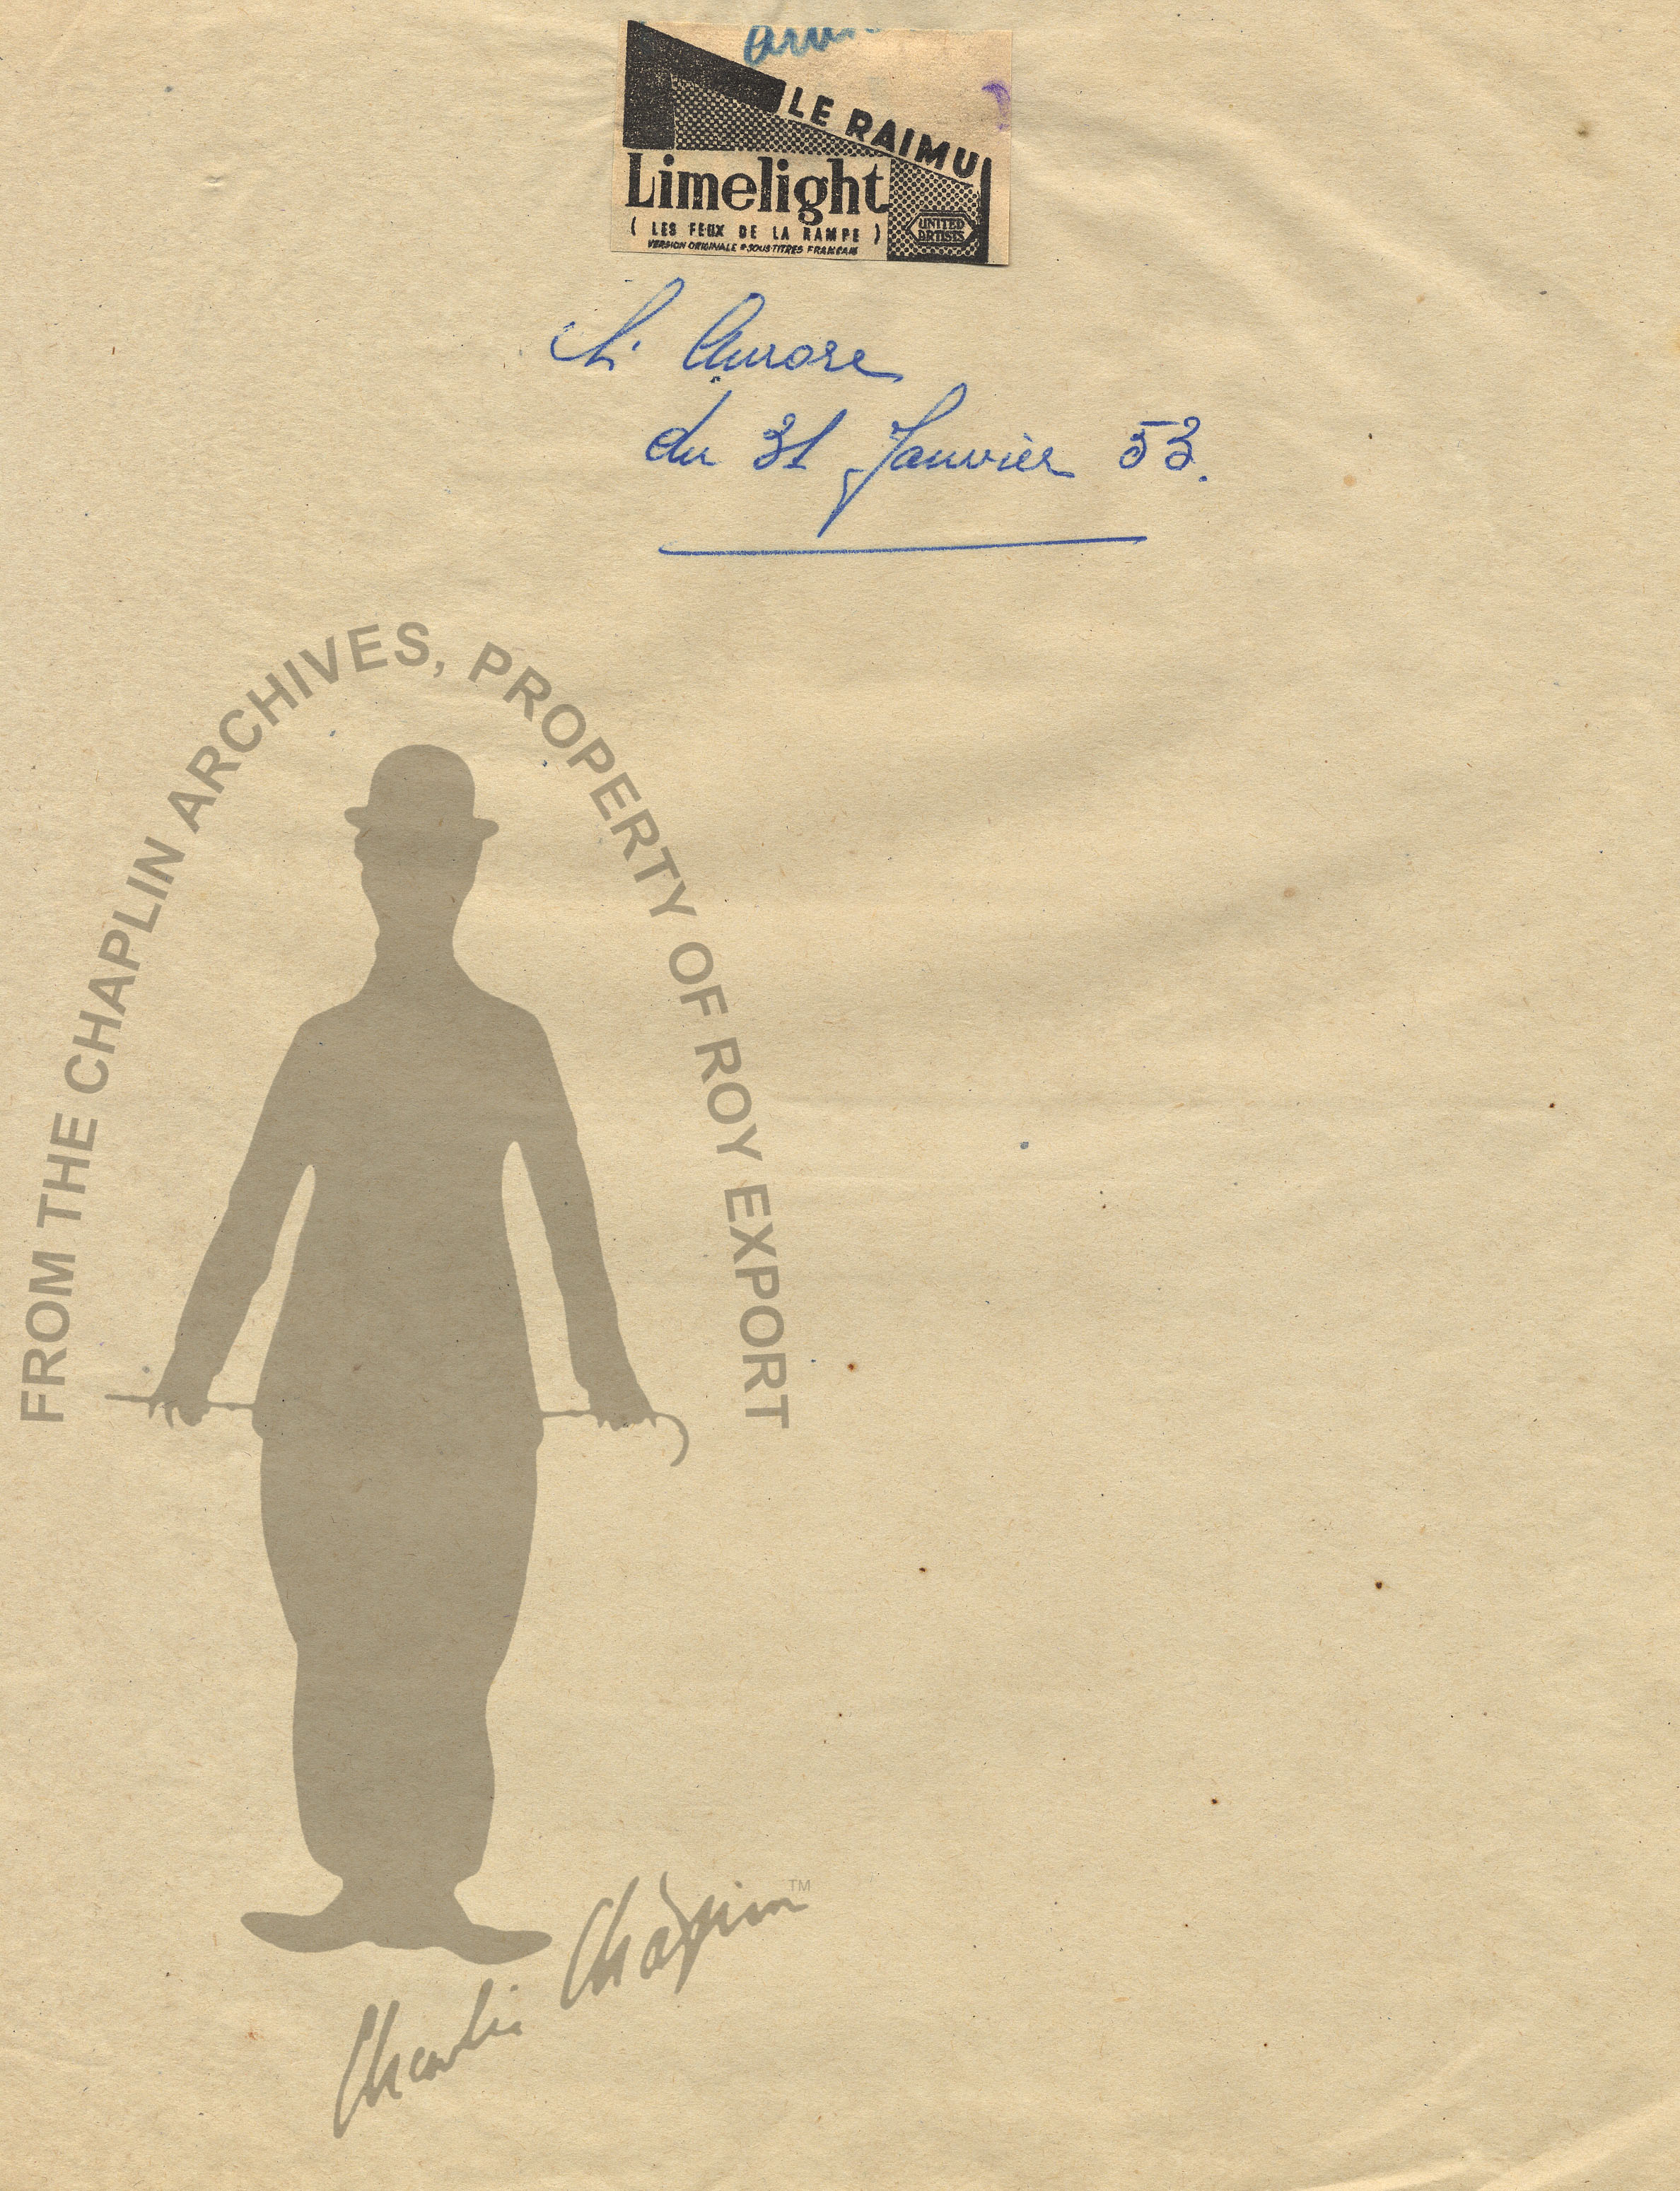 LE RAIMU
Limelight
( LES FEUX DE LA RAMPE )
VERSION ORIGINALE SOUS-TITRES FRANÇAIS
UNITED
ARTISTS
L'Aurore
du 31 Janvier 53.
FROM THE CHAPLIN ARCHIVES, PROPERTY OF ROY EXPORT
Charlie Chaplin TM